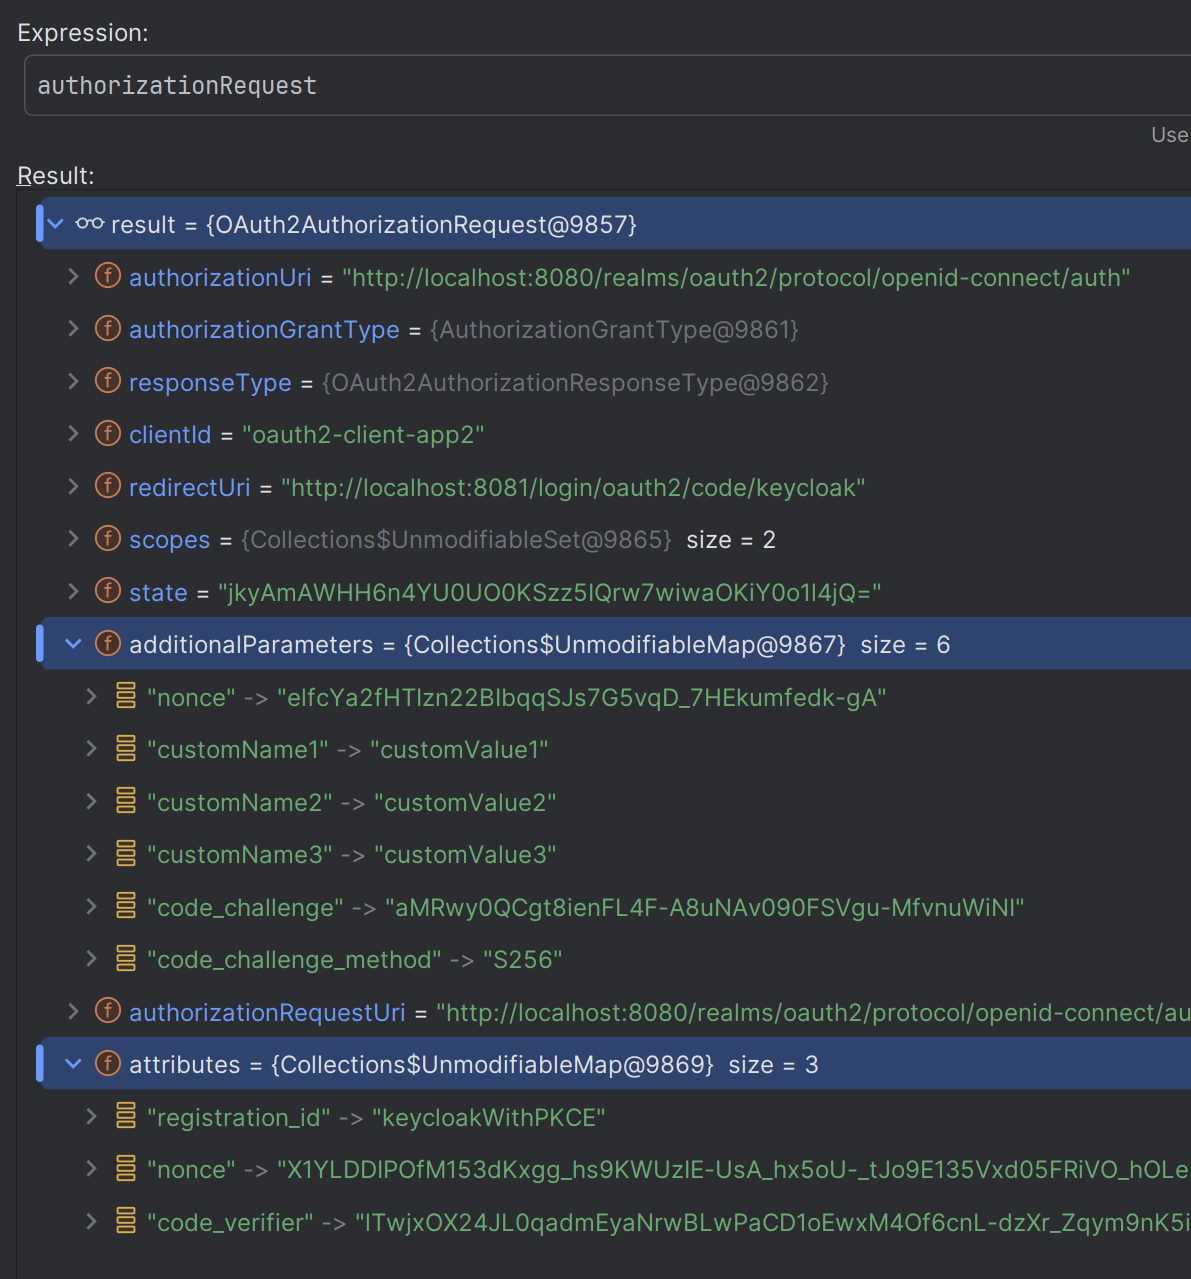 Expression:
authorizationRequest
Use
Result:
result = {OAuth2AuthorizationRequest@9857}
authorizationUri = "http://localhost:8080/realms/oauth2/protocol/openid-connect/auth"
authorizationGrantType = {AuthorizationGrantType@9861}
responseType = {OAuth2AuthorizationResponseType@9862}
clientId = "oauth2-client-app2"
redirectUri = "http://localhost:8081/login/oauth2/code/keycloak"
scopes = {Collections$UnmodifiableSet@9865} size = 2
state = "jkyAmAWHH6n4YU0UO0KSzz5IQrw7wiwaOKiY0o1I4jQ="
additionalParameters = {Collections$UnmodifiableMap@9867} size = 6
"nonce" -> "elfcYa2fHTIzn22BIbqqSJs7G5vqD_7HEkumfedk-gA"
"customName1" -> "customValue1"
"customName2" -> "customValue2"
"customName3" -> "customValue3"
"code_challenge" -> "aMRwy0QCgt8ienFL4F-A8uNAv090FSVgu-MfvnuWiNI"
"code_challenge_method" -> "S256"
authorizationRequestUri = "http://localhost:8080/realms/oauth2/protocol/openid-connect/au
attributes = {Collections$UnmodifiableMap@9869} size = 3
"registration_id" -> "keycloakWithPKCE"
"nonce" -> "X1YLDDIPOfM153dKxgg_hs9KWUzIE-UsA_hx5oU-_tJo9E135Vxd05FRiVO_hOLe
"code_verifier" -> "ITwjxOX24JL0qadmEyaNrwBLwPaCD1oEwxM4Of6cnL-dzXr_Zqym9nK5i